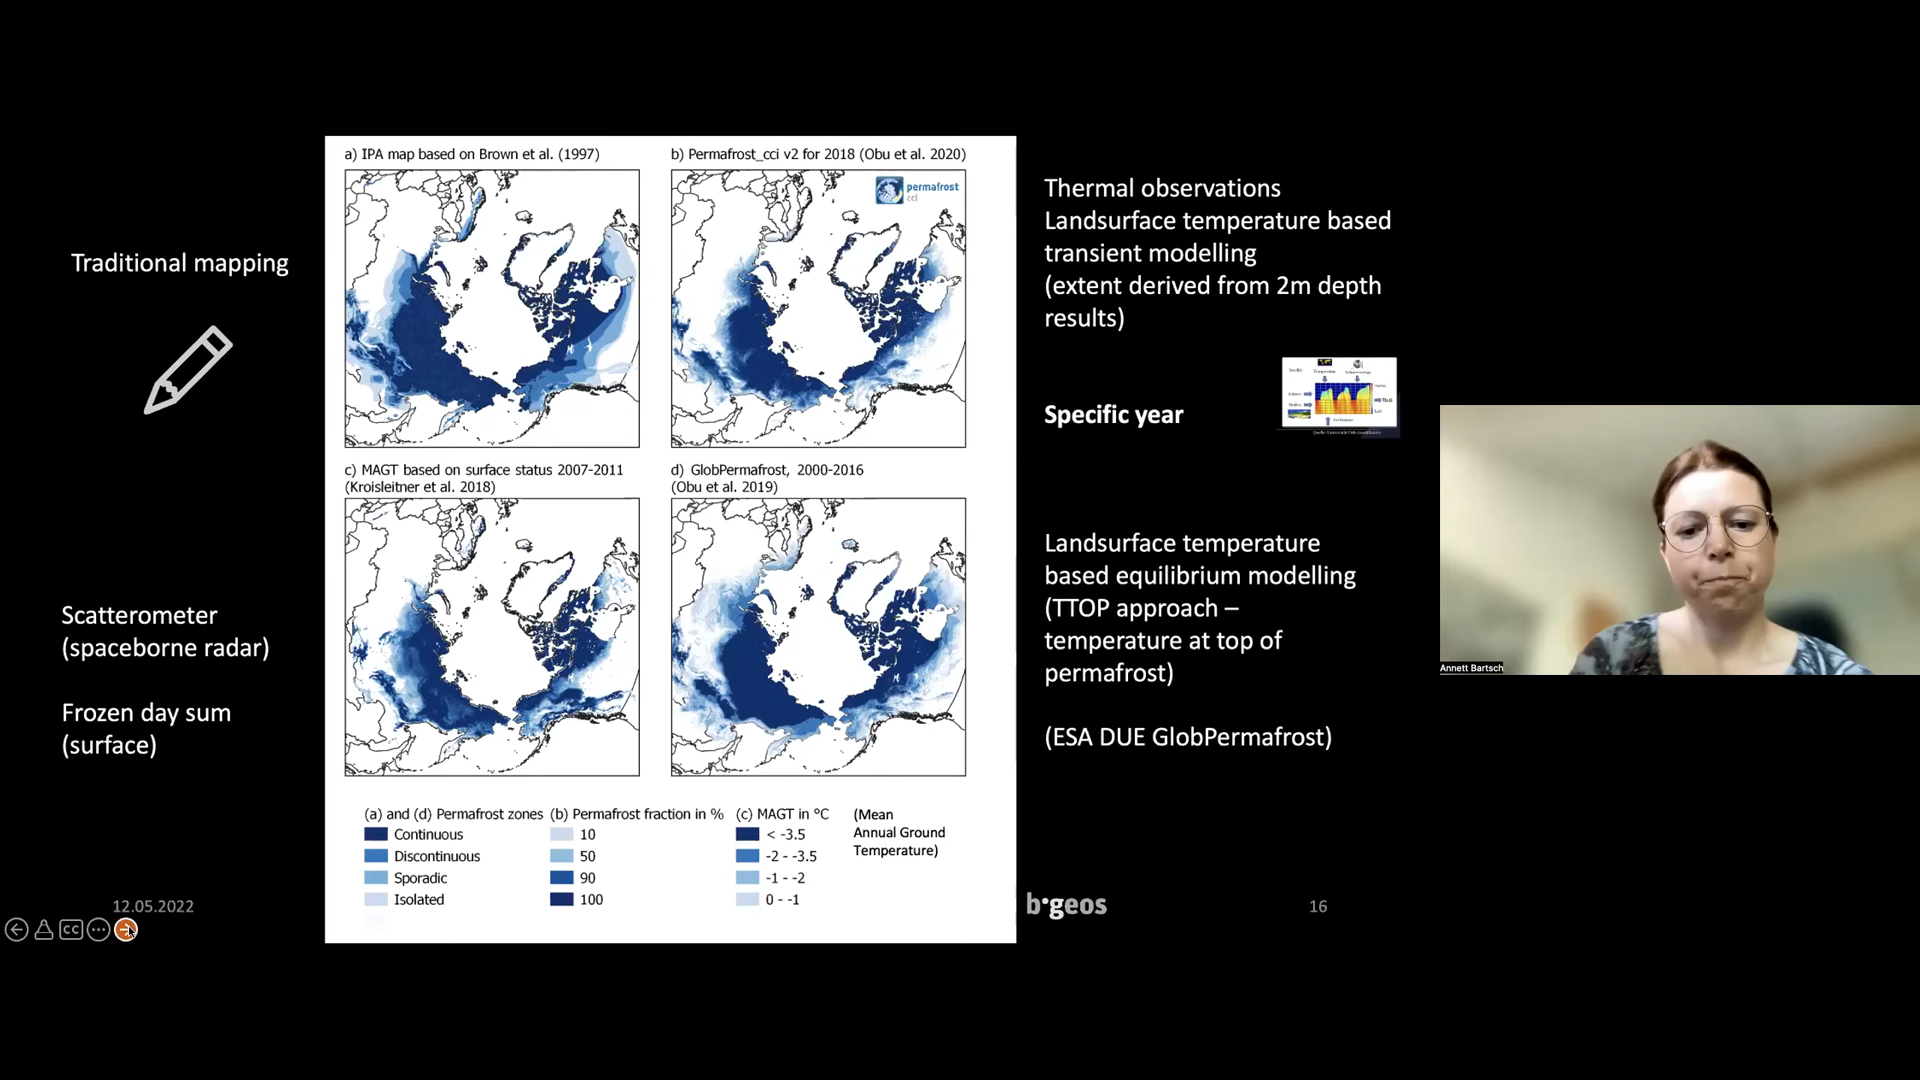 Traditional mapping
Scatterometer
(spaceborne radar)
Frozen day sum
(surface)
12.05.2022
a) IPA map based on Brown et al. (1997)
b) Permafrost_cci v2 for 2018 (Obu et al. 2020)
permafrost
cci
c) MAGT based on surface status 2007-2011
(Kroisleitner et al. 2018)
d) GlobPermafrost, 2000-2016
(Obu et al. 2019)
(a) and (d) Permafrost zones
Continuous
Discontinuous
Sporadic
Isolated
(b) Permafrost fraction in %
10
50
90
100
(c) MAGT in °C
< -3.5
-2 - -3.5
-1 - -2
0 - -1
(Mean
Annual Ground
Temperature)
Thermal observations
Landsurface temperature based
transient modelling
(extent derived from 2m depth
results)
Specific year
Landsurface temperature
based equilibrium modelling
(TTOP approach –
temperature at top of
permafrost)
(ESA DUE GlobPermafrost)
b·geos
16
CC
Annett Bartsch